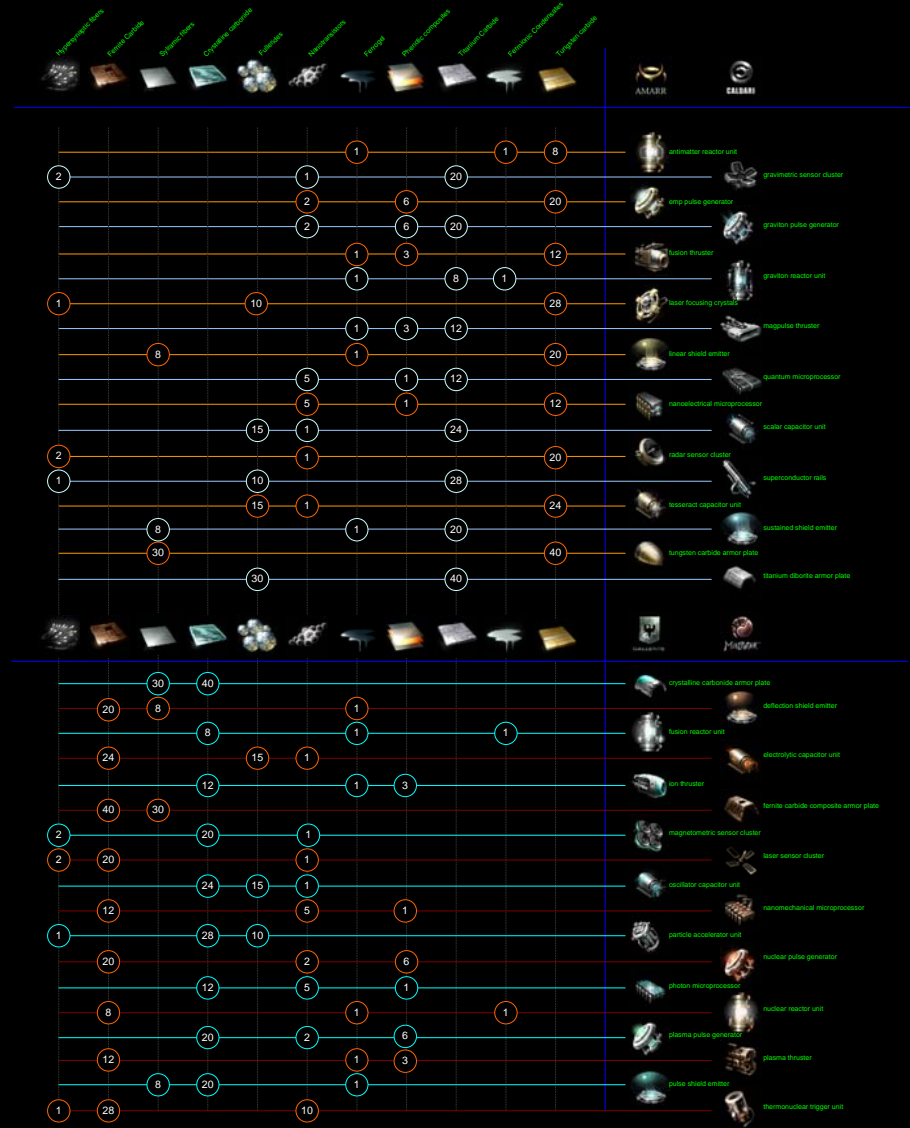 Hypersynaptic fibers
Fernite Carbide
Sylramic fibers
Crystalline carbonide
Fullerides
Nanotransistors
Ferrogel
Phenolic composites
Titanium Carbide
Fermionic Condensates
Tungsten carbide
AMARR
CALDARI
1 1 8 antimatter reactor unit
2 1 20 gravimetric sensor cluster
2 6 20 emp pulse generator
2 6 20 graviton pulse generator
1 3 12 fusion thruster
1 8 1 graviton reactor unit
1 10 28 laser focusing crystals
1 3 12 magpulse thruster
8 1 20 linear shield emitter
5 1 12 quantum microprocessor
5 1 12 nanoelectrical microprocessor
15 1 24 scalar capacitor unit
2 1 20 radar sensor cluster
1 10 28 superconductor rails
15 1 24 tesseract capacitor unit
8 1 20 sustained shield emitter
30 40 tungsten carbide armor plate
30 40 titanium diborite armor plate
30 40 crystalline carbonide armor plate
20 8 1 deflection shield emitter
8 1 1 fusion reactor unit
24 15 1 electrolytic capacitor unit
12 1 3 ion thruster
40 30 fernite carbide composite armor plate
2 20 1 magnetometric sensor cluster
2 20 1 laser sensor cluster
24 15 1 oscillator capacitor unit
12 5 1 nanomechanical microprocessor
1 28 10 particle accelerator unit
20 2 6 nuclear pulse generator
12 5 1 photon microprocessor
8 1 1 nuclear reactor unit
20 2 6 plasma pulse generator
12 1 3 plasma thruster
8 20 1 pulse shield emitter
1 28 10 thermonuclear trigger unit